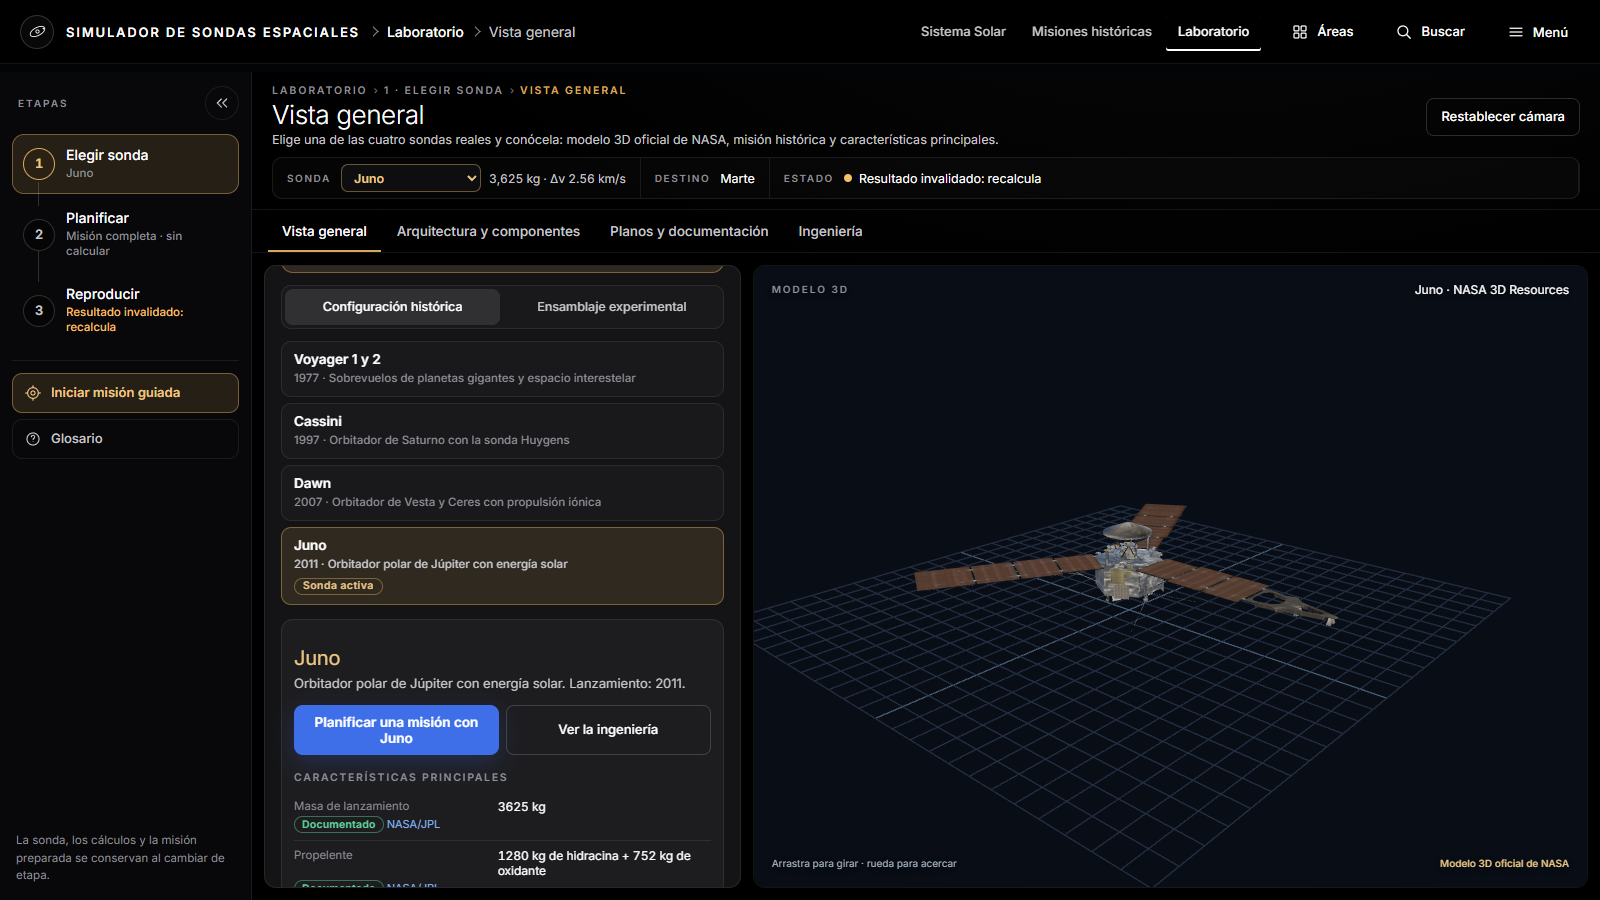 SIMULADOR DE SONDAS ESPACIALES > Laboratorio > Vista general
Sistema Solar
Misiones históricas
Laboratorio
Áreas
Buscar
Menú
ETAPAS
1
Elegir sonda
Juno
2
Planificar
Misión completa · sin
calcular
3
Reproducir
Resultado invalidado:
recalcula
Iniciar misión guiada
Glosario
La sonda, los cálculos y la misión
preparada se conservan al cambiar de
etapa.
LABORATORIO › 1 · ELEGIR SONDA › VISTA GENERAL
Vista general
Elige una de las cuatro sondas reales y conócela: modelo 3D oficial de NASA, misión histórica y características principales.
Restablecer cámara
SONDA
Juno
3,625 kg · Δv 2.56 km/s
DESTINO Marte
ESTADO Resultado invalidado: recalcula
Vista general
Arquitectura y componentes
Planos y documentación
Ingeniería
Configuración histórica
Ensamblaje experimental
Voyager 1 y 2
1977 · Sobrevuelos de planetas gigantes y espacio interestelar
Cassini
1997 · Orbitador de Saturno con la sonda Huygens
Dawn
2007 · Orbitador de Vesta y Ceres con propulsión iónica
Juno
2011 · Orbitador polar de Júpiter con energía solar
Sonda activa
Juno
Orbitador polar de Júpiter con energía solar. Lanzamiento: 2011.
Planificar una misión con
Juno
Ver la ingeniería
CARACTERÍSTICAS PRINCIPALES
Masa de lanzamiento
3625 kg
Documentado NASA/JPL
Propelente
1280 kg de hidracina + 752 kg de
oxidante
Documentado NASA/JPL
MODELO 3D
Juno · NASA 3D Resources
Arrastra para girar · rueda para acercar
Modelo 3D oficial de NASA